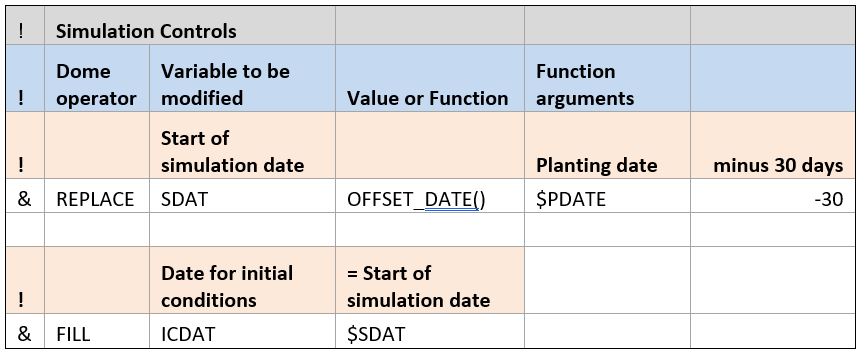 ! Simulation Controls
! Dome operator Variable to be modified Value or Function Function arguments
! Start of simulation date Planting date minus 30 days
& REPLACE SDAT OFFSET_DATE() $PDATE -30
! Date for initial conditions = Start of simulation date
& FILL ICDAT $SDAT